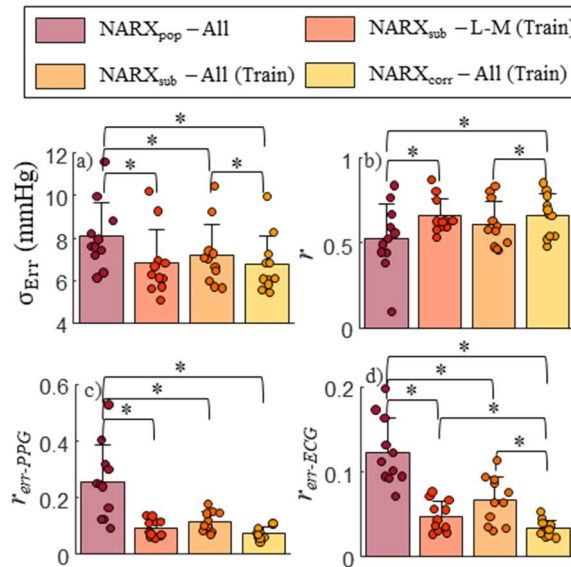 NARXpop – All
NARXsub - L-M (Train)
NARXsub – All (Train)
NARXcorr – All (Train)
a)
σErr (mmHg)
12
10
8
6
4
* * * *
b)
r
1
0.5
0
* * *
c)
rerr-PPG
0.6
0.4
0.2
0
* * *
d)
rerr-ECG
0.2
0.1
0
* * * * *